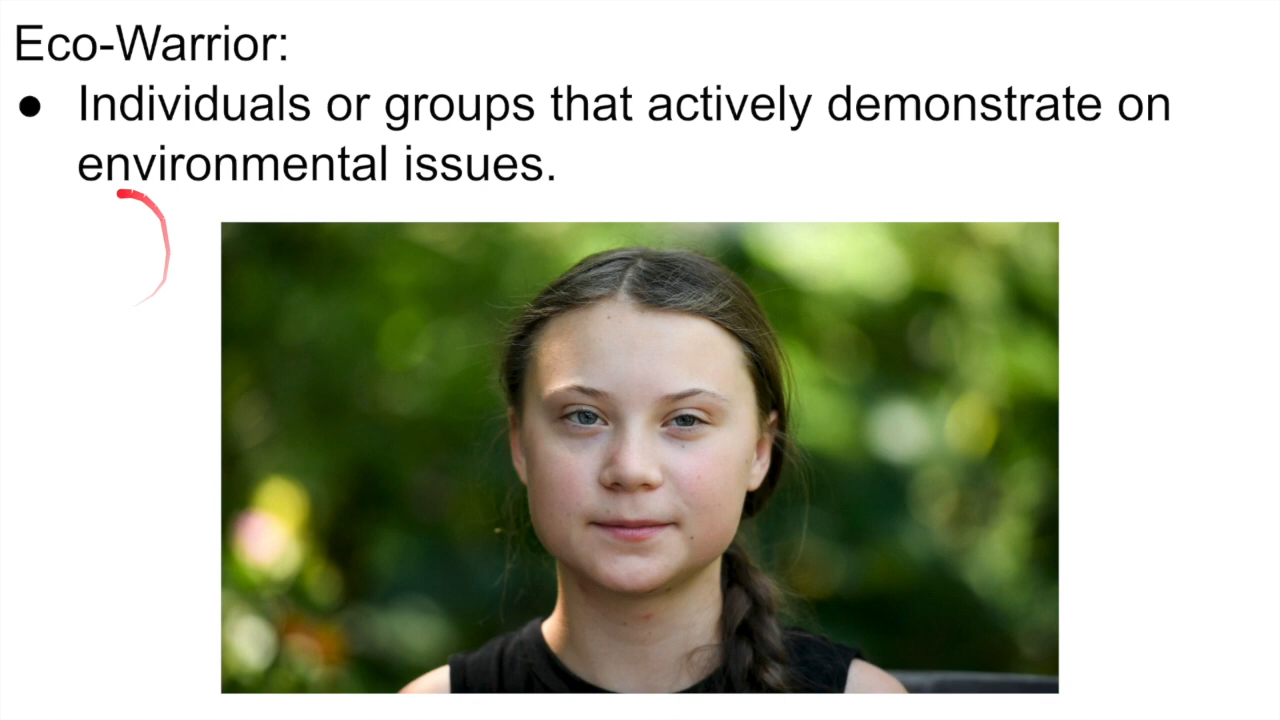 Eco-Warrior:
● Individuals or groups that actively demonstrate on
environmental issues.